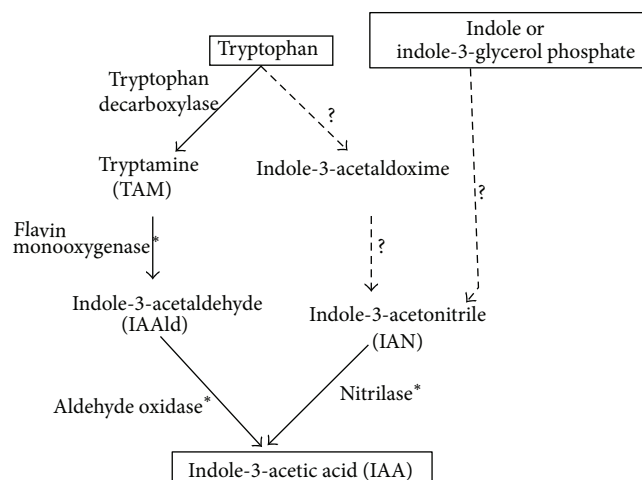 Tryptophan
Indole or
indole-3-glycerol phosphate
Tryptophan
decarboxylase
?
Tryptamine
(TAM)
Indole-3-acetaldoxime
?
Flavin
monooxygenase*
?
Indole-3-acetaldehyde
(IAAld)
Indole-3-acetonitrile
(IAN)
Aldehyde oxidase*
Nitrilase*
Indole-3-acetic acid (IAA)